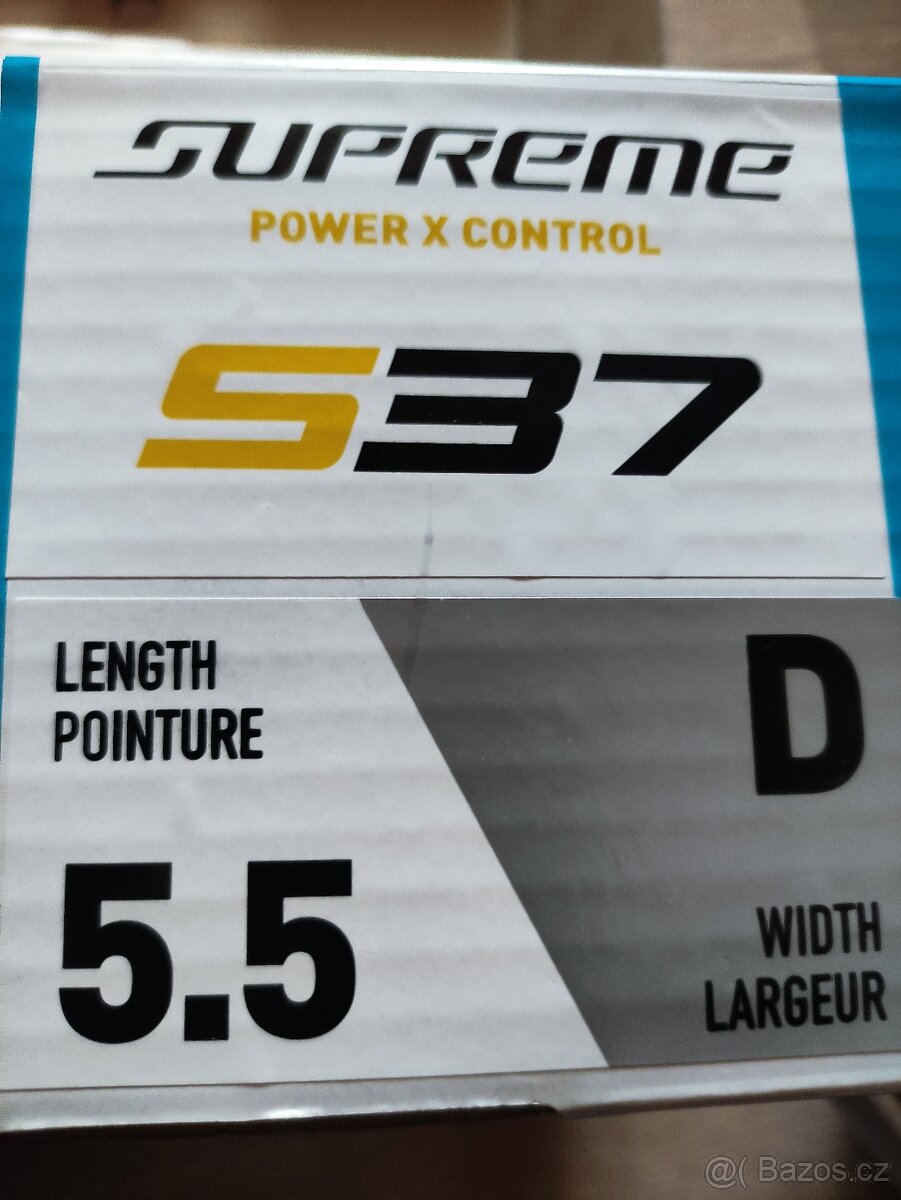 SUPREME
POWER X CONTROL
S37
LENGTH
POINTURE
5.5
D
WIDTH
LARGEUR
@( Bazos.cz